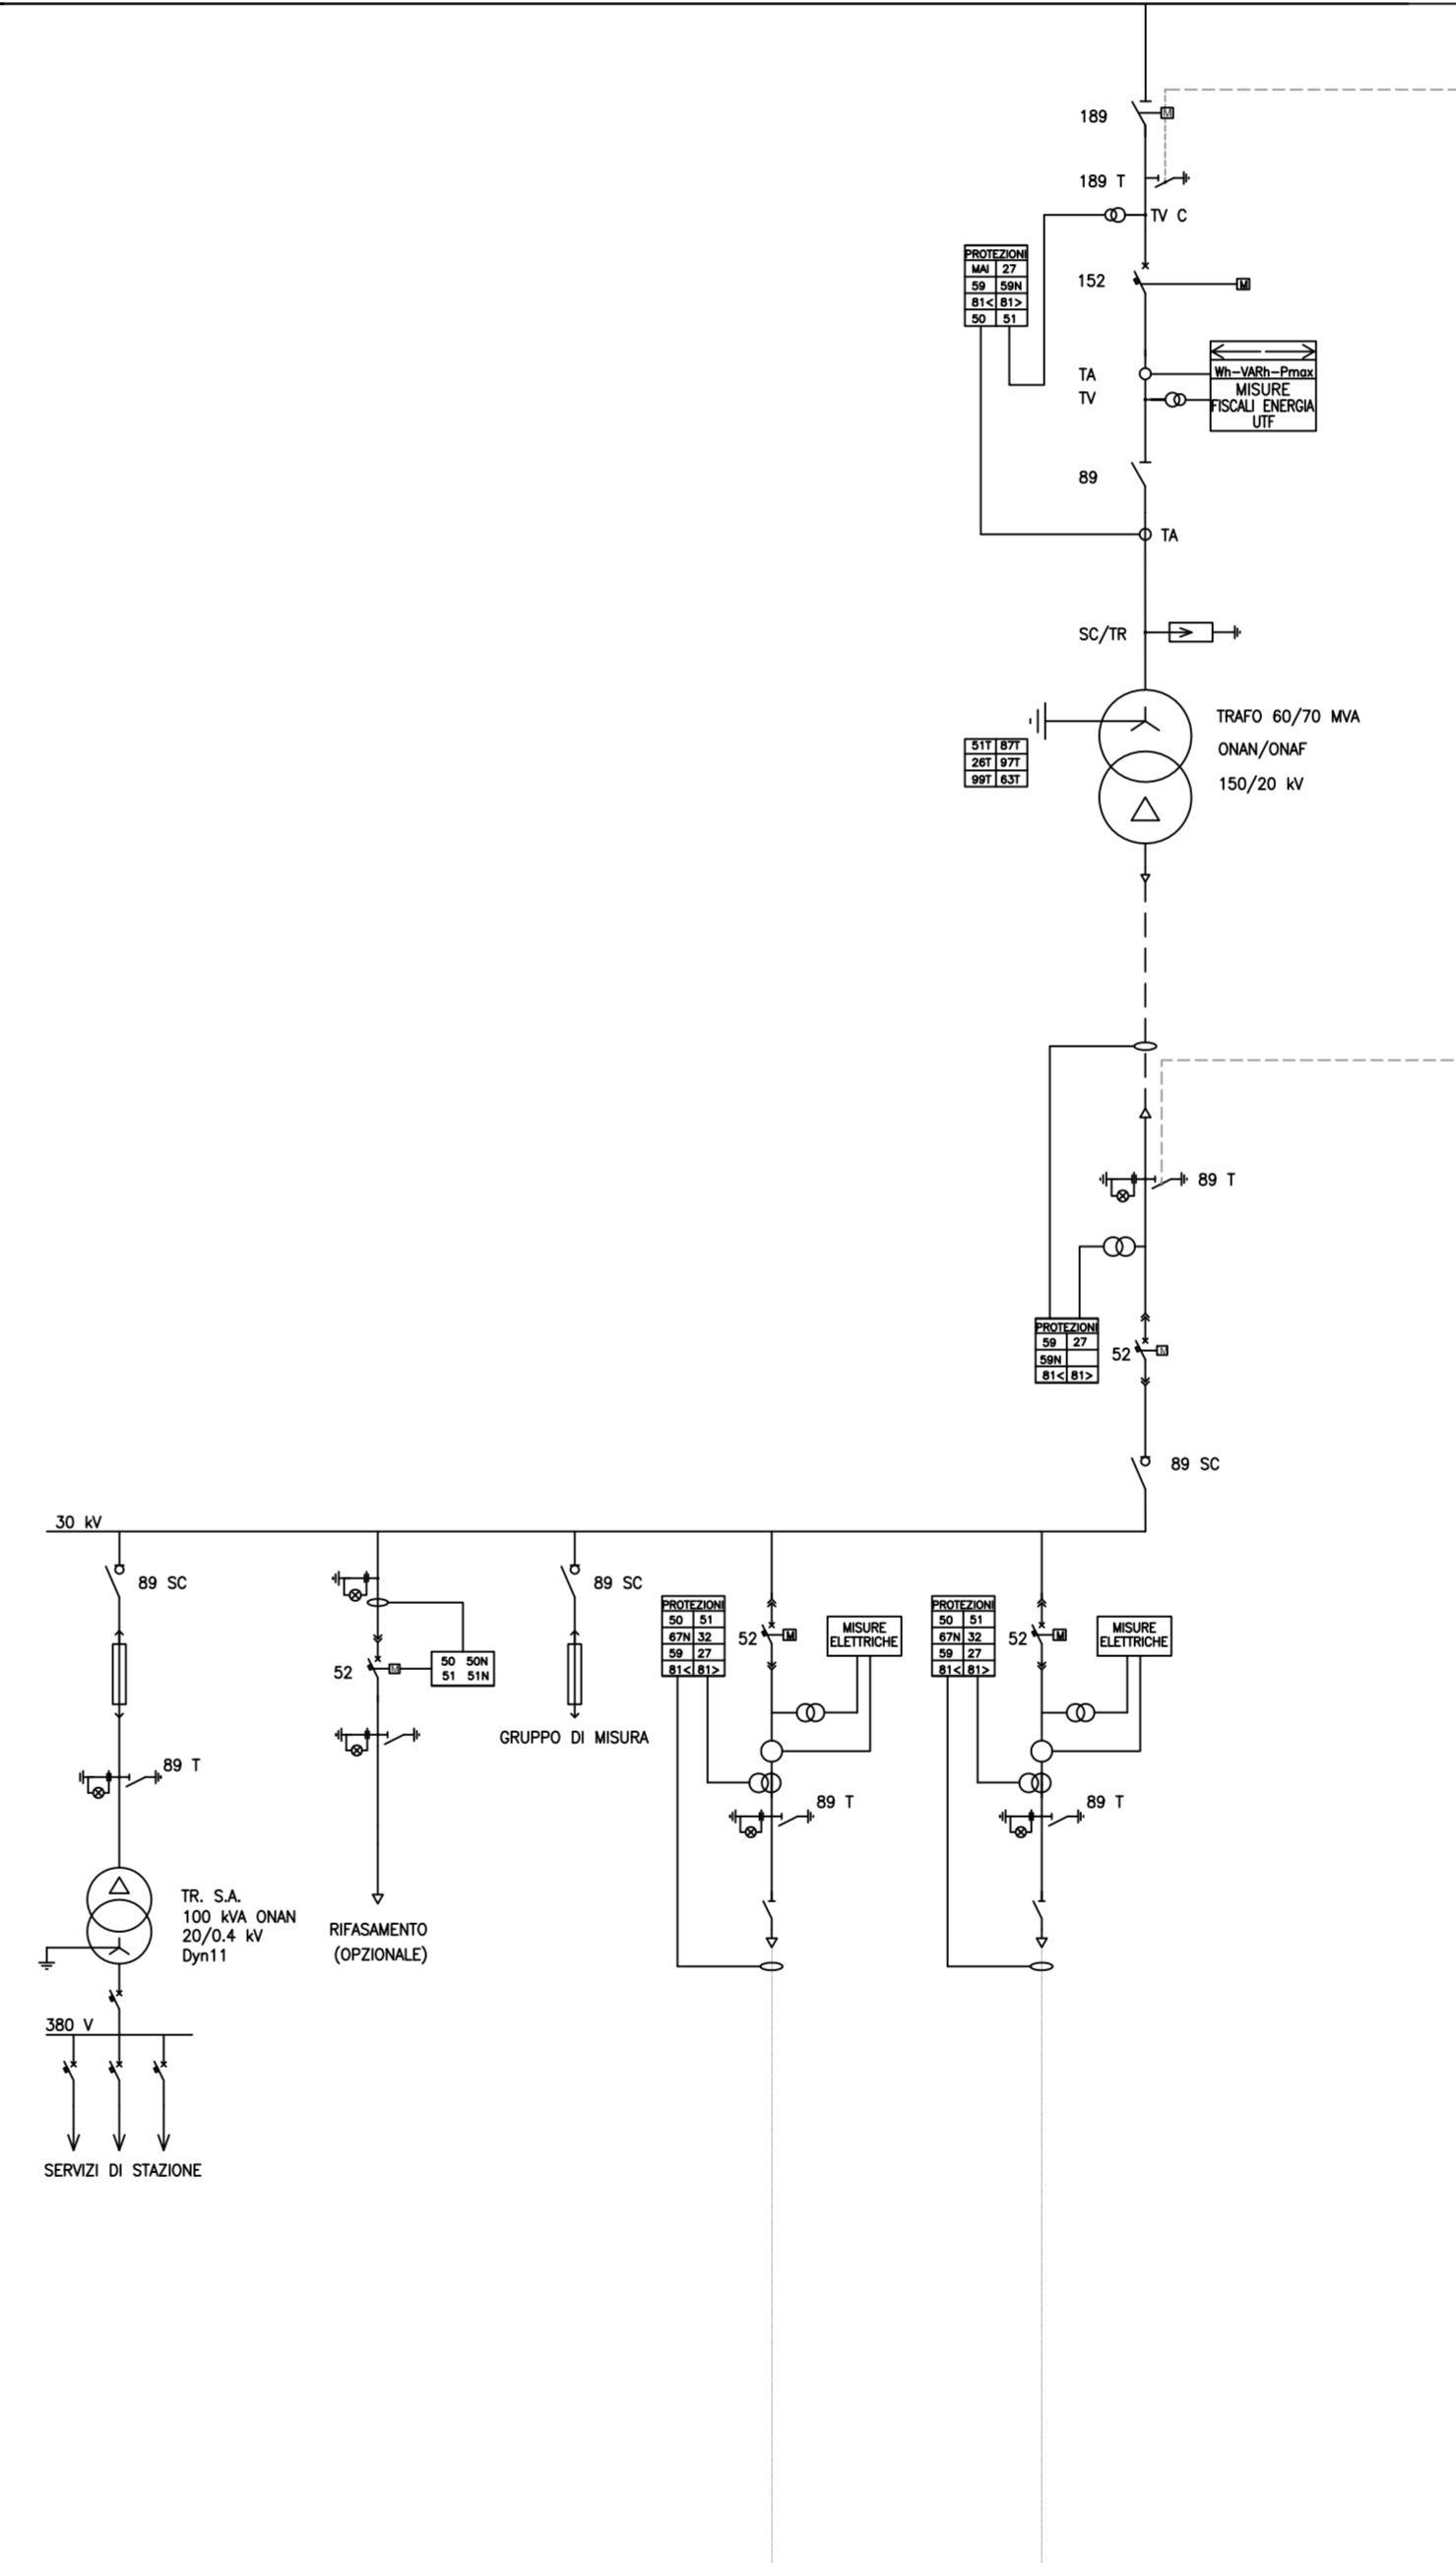 189
M
189 T
TV C
PROTEZIONI
MAI 27
59 59N
81< 81>
50 51
152
M
TA
TV
Wh-VARh-Pmax
MISURE
FISCALI ENERGIA
UTF
89
TA
SC/TR
TRAFO 60/70 MVA
ONAN/ONAF
150/20 kV
51T 87T
26T 97T
99T 63T
89 T
PROTEZIONI
59 27
59N
81< 81>
52
M
89 SC
30 kV
89 SC
52
M
50 50N
51 51N
89 SC
GRUPPO DI MISURA
PROTEZIONI
50 51
67N 32
59 27
81< 81>
52
M
MISURE
ELETTRICHE
PROTEZIONI
50 51
67N 32
59 27
81< 81>
52
M
MISURE
ELETTRICHE
89 T
89 T
89 T
TR. S.A.
100 kVA ONAN
20/0.4 kV
Dyn11
RIFASAMENTO
(OPZIONALE)
380 V
SERVIZI DI STAZIONE